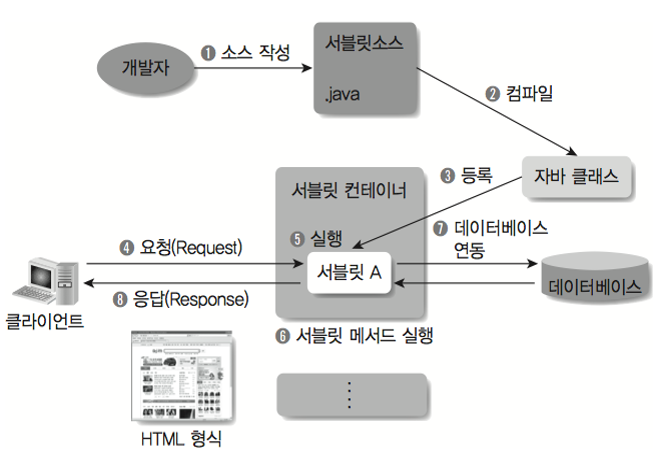 개발자
❶ 소스 작성
서블릿소스
.java
❷ 컴파일
자바 클래스
❸ 등록
서블릿 컨테이너
❹ 요청(Request)
❺ 실행
서블릿 A
❼ 데이터베이스
연동
데이터베이스
클라이언트
❽ 응답(Response)
❻ 서블릿 메서드 실행
HTML 형식